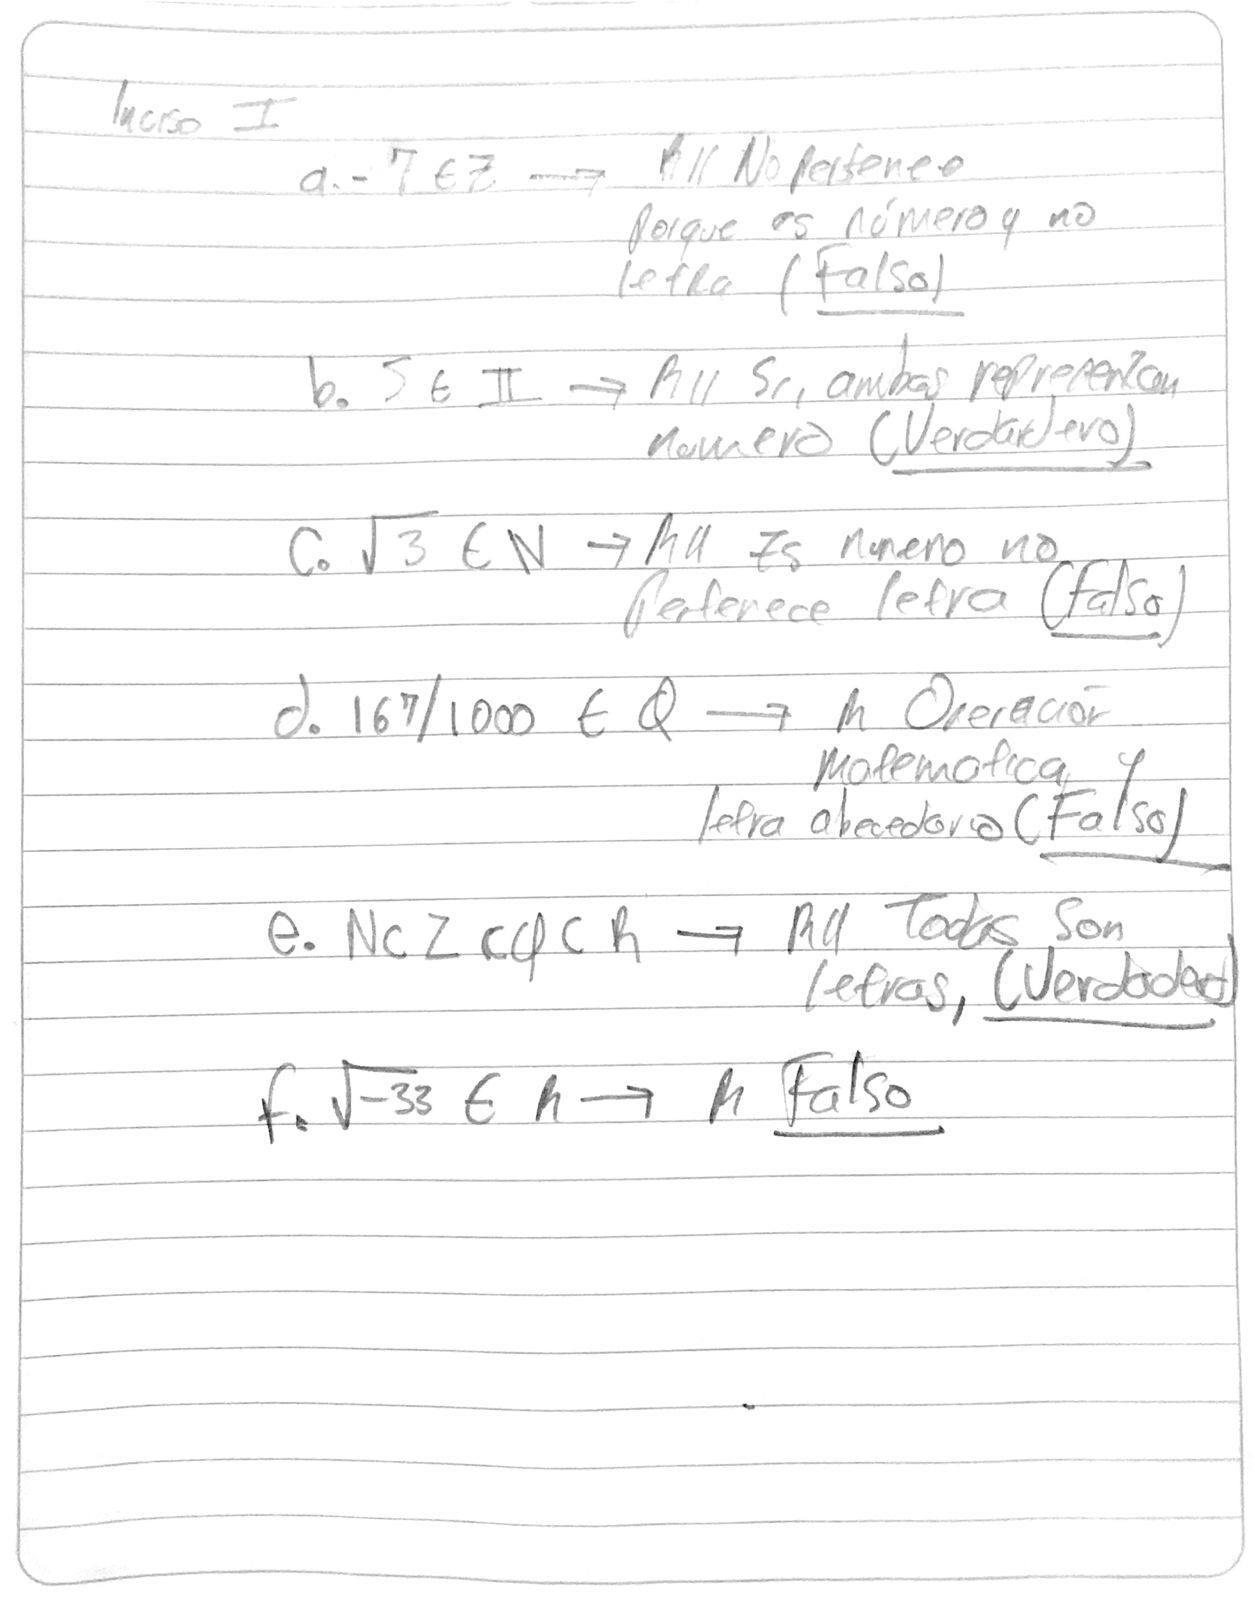 Inciso I
a. -7 ∈ Z → R// No pertenece
porque es número y no
letra (Falso)
b. 5 ∈ II → R// Si, ambas representan
numero (Verdadero)
c. √3 ∈ N → R// Es numero no
pertenece letra (Falso)
d. 167/1000 ∈ Q → R Operación
matematica y
letra abecedario (Falso)
e. N⊂Z⊂Q⊂R → R// Todas son
letras, (Verdadero)
f. √-33 ∈ R → R Falso